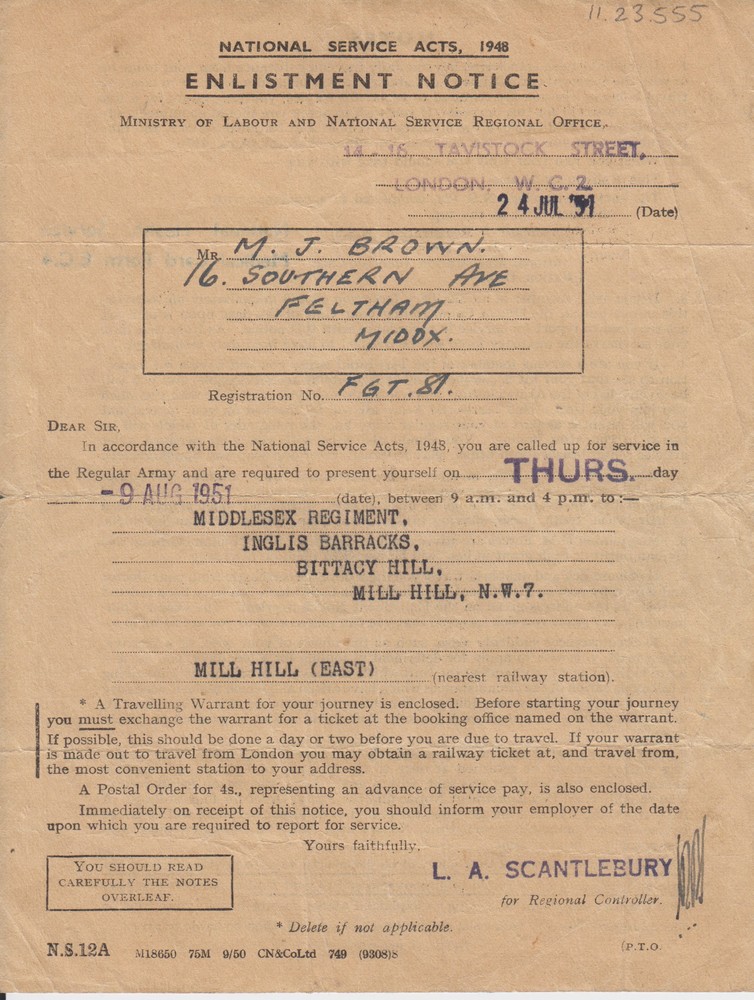 11.23.555
NATIONAL SERVICE ACTS, 1948
ENLISTMENT NOTICE
MINISTRY OF LABOUR AND NATIONAL SERVICE REGIONAL OFFICE,
14 - 16, TAVISTOCK STREET,
LONDON, W. C. 2
24 JUL '51 (Date)
MR. M. J. BROWN.
16. SOUTHERN AVE
FELTHAM
MIDDX.
Registration No. FGT.81.
DEAR SIR,
In accordance with the National Service Acts, 1948, you are called up for service in
the Regular Army and are required to present yourself on THURS. day
- 9 AUG 1951 (date), between 9 a.m. and 4 p.m. to :—
MIDDLESEX REGIMENT,
INGLIS BARRACKS,
BITTACY HILL,
MILL HILL, N.W.7.
MILL HILL (EAST) (nearest railway station).
* A Travelling Warrant for your journey is enclosed. Before starting your journey
you must exchange the warrant for a ticket at the booking office named on the warrant.
If possible, this should be done a day or two before you are due to travel. If your warrant
is made out to travel from London you may obtain a railway ticket at, and travel from,
the most convenient station to your address.
A Postal Order for 4s., representing an advance of service pay, is also enclosed.
Immediately on receipt of this notice, you should inform your employer of the date
upon which you are required to report for service.
Yours faithfully,
L. A. SCANTLEBURY
for Regional Controller.
YOU SHOULD READ
CAREFULLY THE NOTES
OVERLEAF.
* Delete if not applicable.
N.S.12A M18650 75M 9/50 CN&CoLtd 749 (9308)8 (P.T.O.